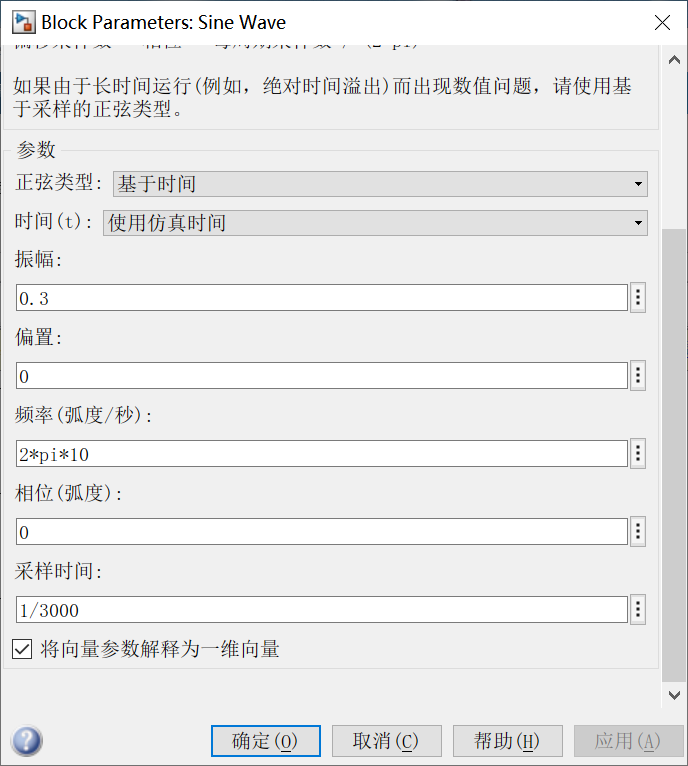 Block Parameters: Sine Wave
如果由于长时间运行(例如，绝对时间溢出)而出现数值问题，请使用基
于采样的正弦类型。
参数
正弦类型: 基于时间
时间(t): 使用仿真时间
振幅:
0.3
偏置:
0
频率(弧度/秒):
2*pi*10
相位(弧度):
0
采样时间:
1/3000
将向量参数解释为一维向量
确定(O) 取消(C) 帮助(H) 应用(A)